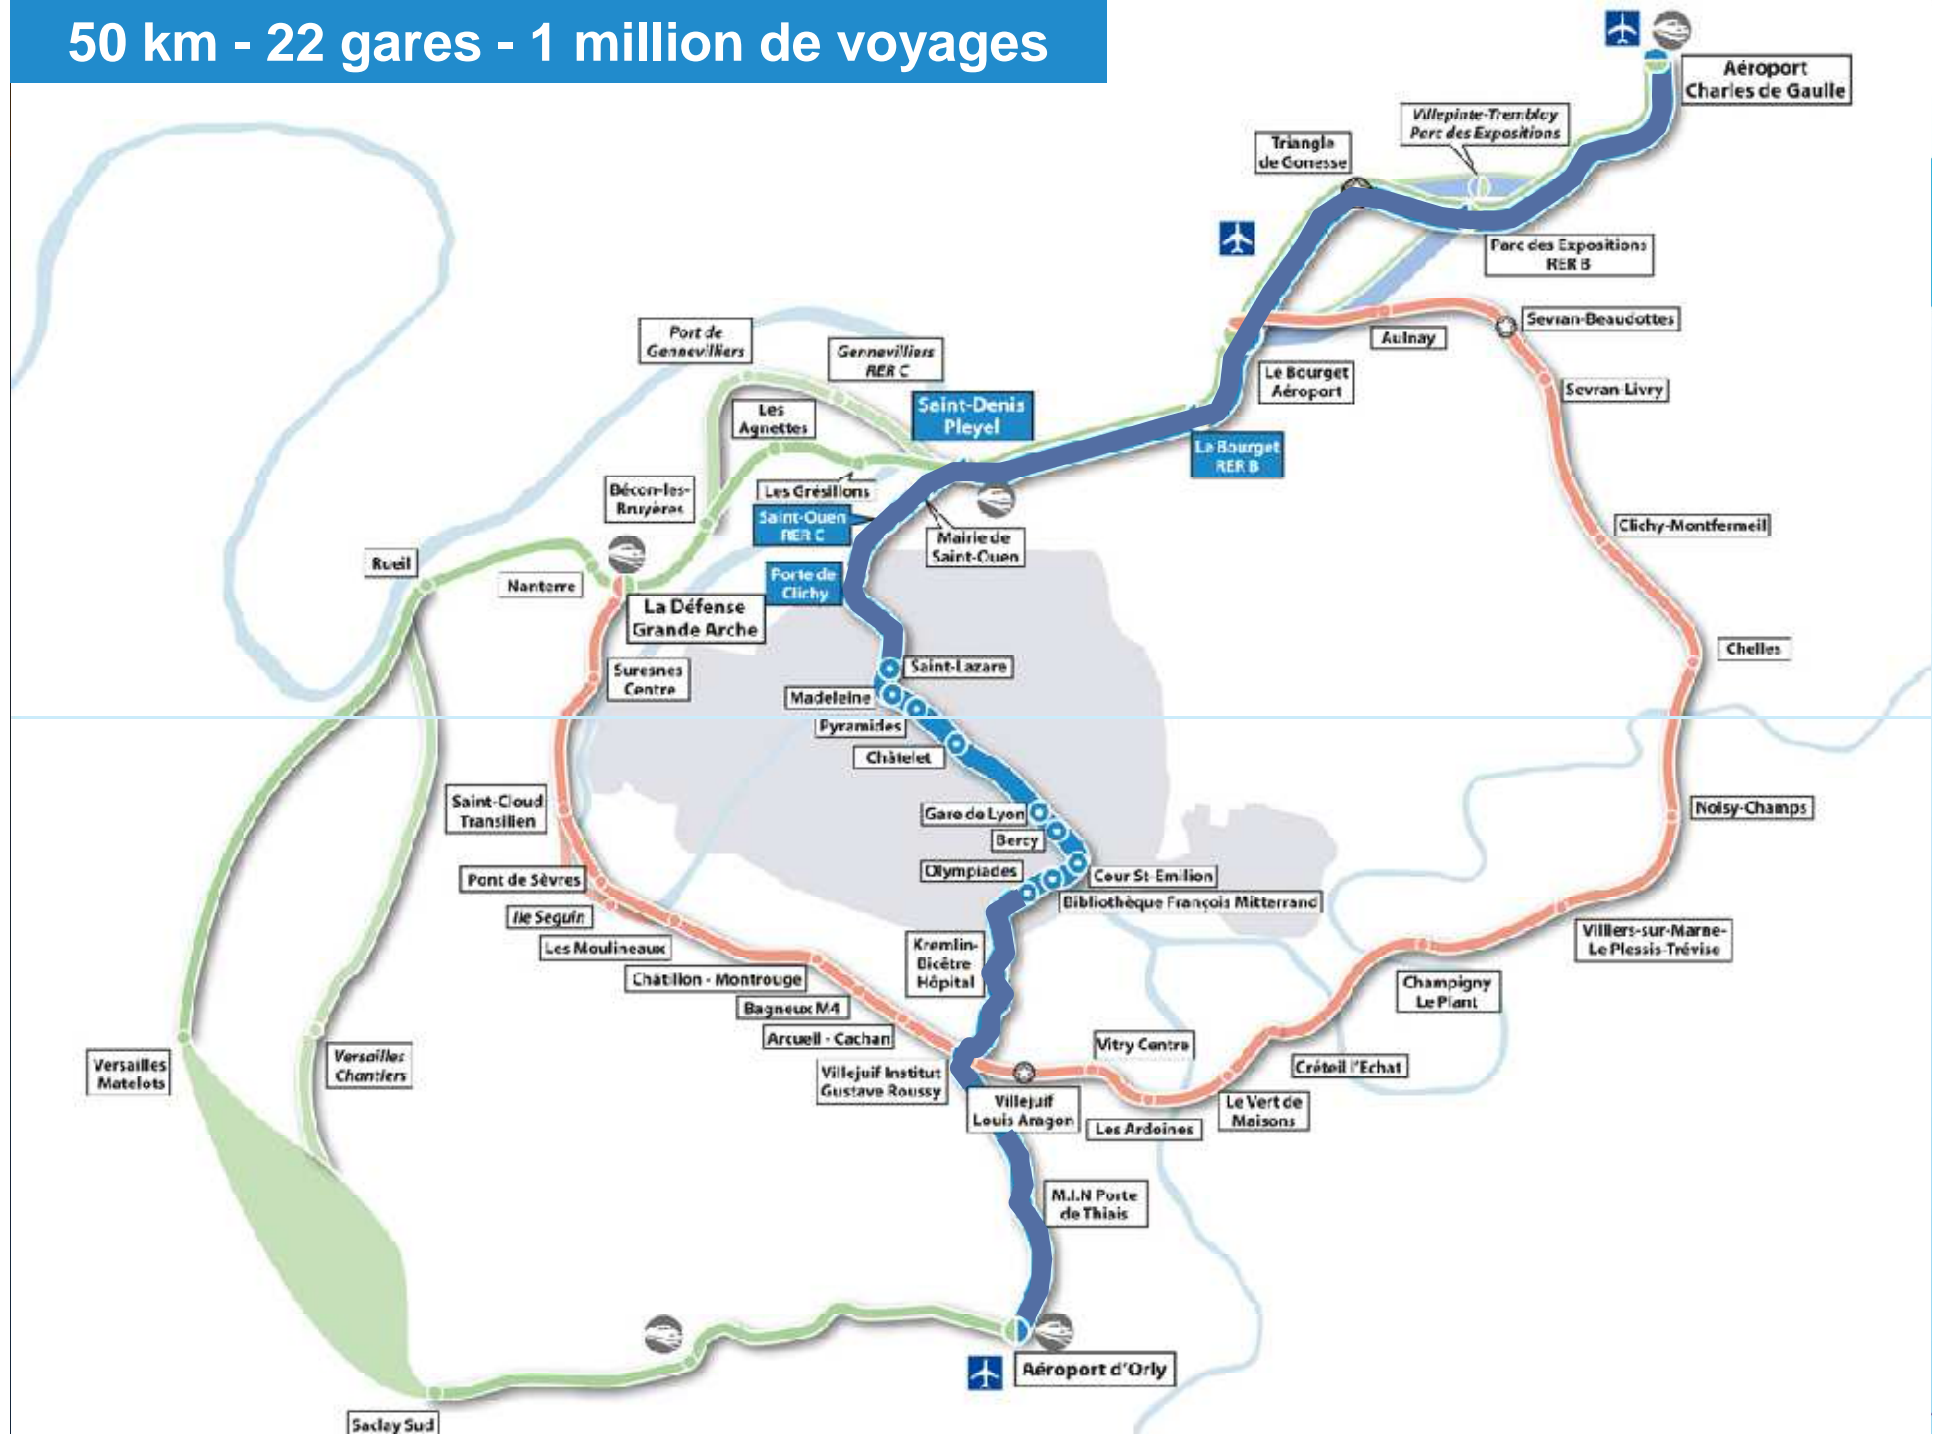 50 km - 22 gares - 1 million de voyages
Aéroport
Charles de Gaulle
Villepinte-Tremblay
Parc des Expositions
Triangle
de Gonesse
Parc des Expositions
RER B
Sevran-Beaudottes
Aulnay
Port de
Gennevilliers
Gennevilliers
RER C
Le Bourget
Aéroport
Sevran-Livry
Saint-Denis
Pleyel
Les
Agnettes
Le Bourget
RER B
Bécon-les-
Bruyères
Les Grésillons
Saint-Ouen
RER C
Mairie de
Saint-Ouen
Clichy-Montfermeil
Rueil
Nanterre
Porte de
Clichy
La Défense
Grande Arche
Chelles
Saint-Lazare
Suresnes
Centre
Madeleine
Pyramides
Châtelet
Saint-Cloud
Transilien
Gare de Lyon
Noisy-Champs
Bercy
Olympiades
Pont de Sèvres
Cour St-Emilion
Bibliothèque François Mitterrand
Ile Seguin
Les Moulineaux
Kremlin-
Bicêtre
Hôpital
Villiers-sur-Marne-
Le Plessis-Trévise
Chatillon - Montrouge
Champigny
Le Plant
Bagneux M4
Arcueil - Cachan
Vitry Centre
Versailles
Matelots
Versailles
Chantiers
Villejuif Institut
Gustave Roussy
Créteil l'Echat
Villejuif
Louis Aragon
Le Vert de
Maisons
Les Ardoines
M.I.N Porte
de Thiais
Aéroport d'Orly
Saclay Sud